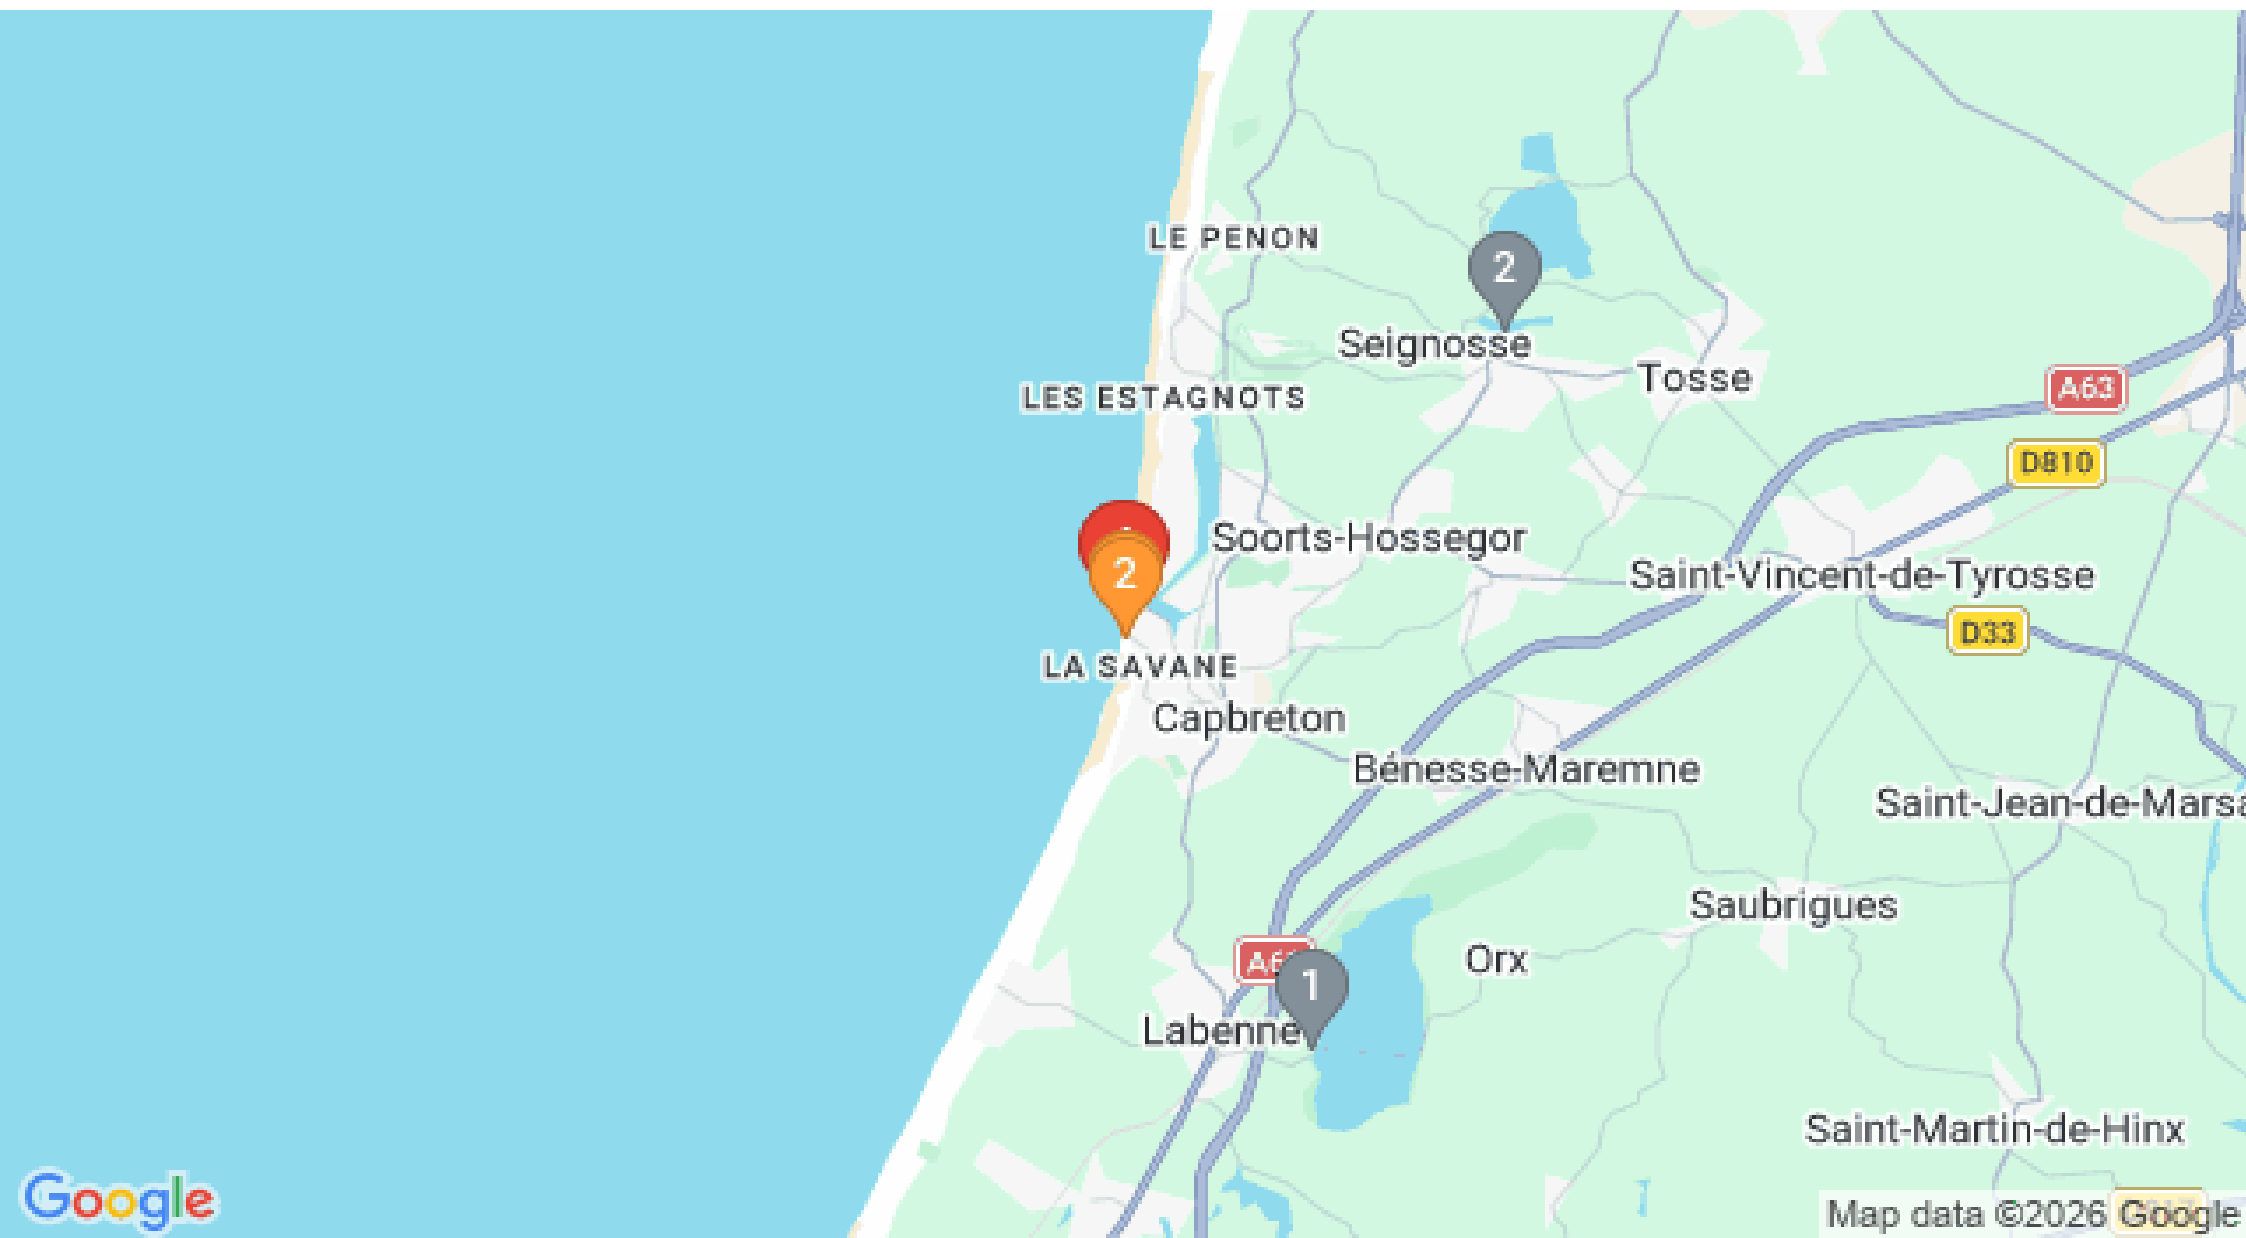 LE PENON
2
Seignosse
Tosse
A63
LES ESTAGNOTS
D810
Soorts-Hossegor
2
Saint-Vincent-de-Tyrosse
D33
LA SAVANE
Capbreton
Bénesse-Maremne
Saint-Jean-de-Marsa
Saubrigues
Orx
1
Labenne
Saint-Martin-de-Hinx
Google
Map data ©2026 Google